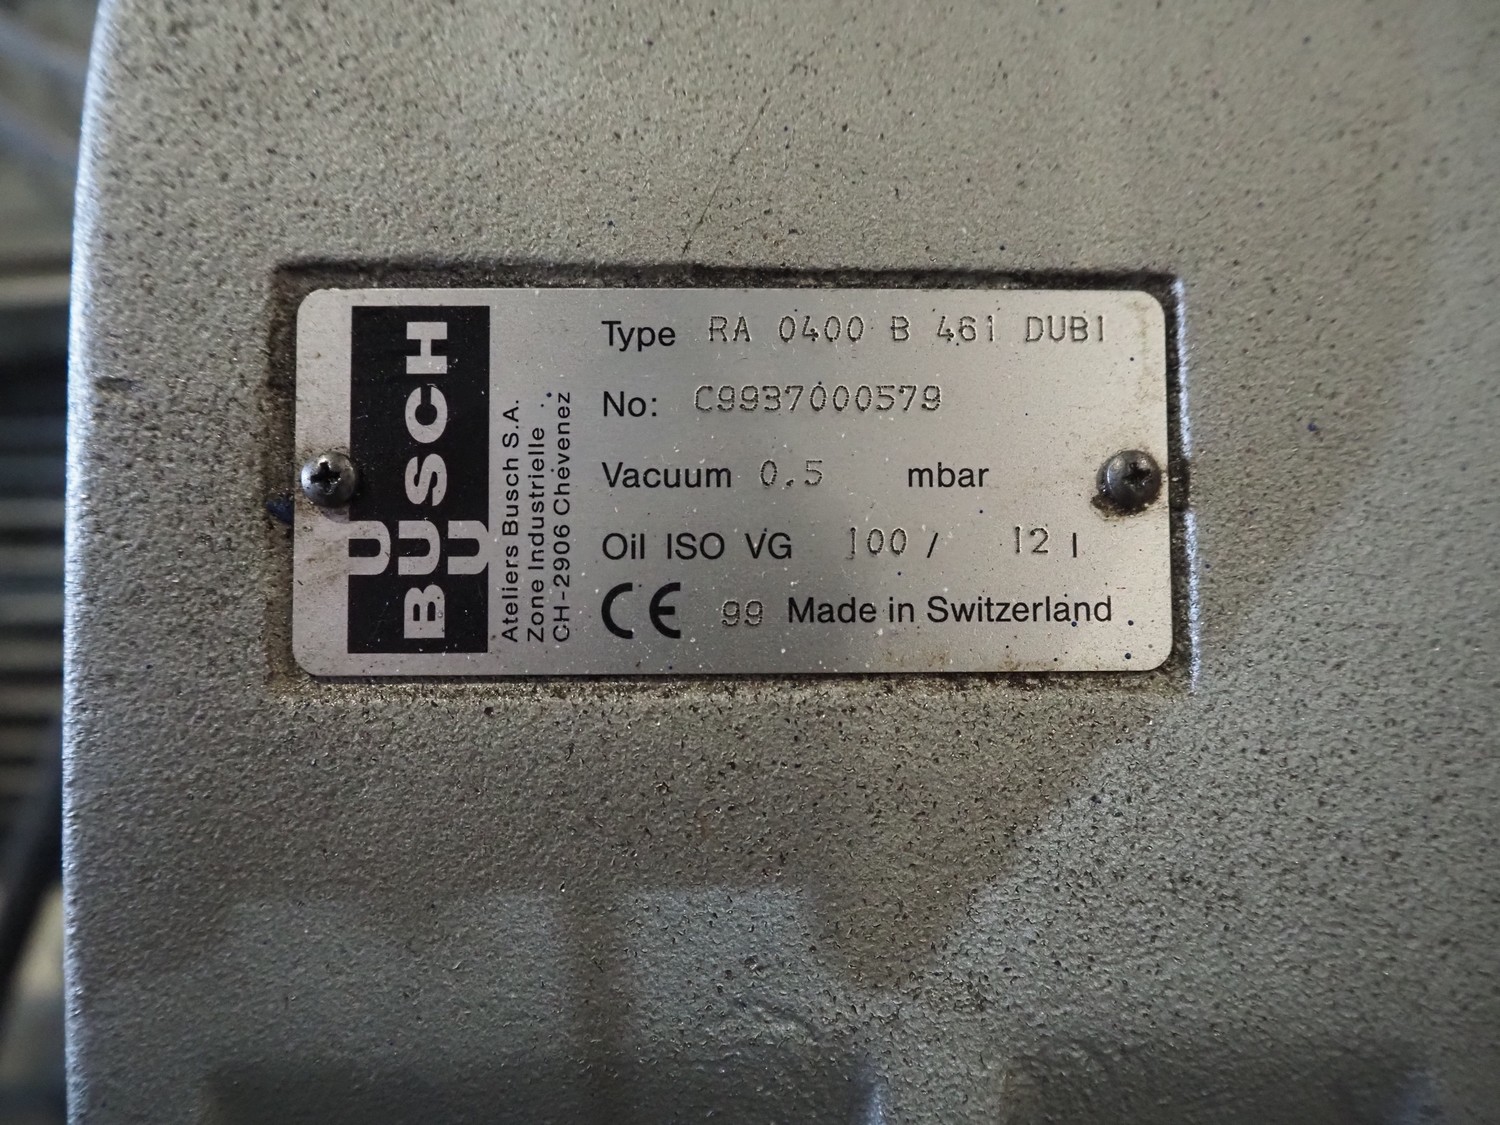 BUSCH
Ateliers Busch S.A.
Zone Industrielle
CH-2906 Chevenez
Type RA 0400 B 461 DUBI
No: C9937000579
Vacuum 0.5 mbar
Oil ISO VG 100 / 12 l
CE 99 Made in Switzerland